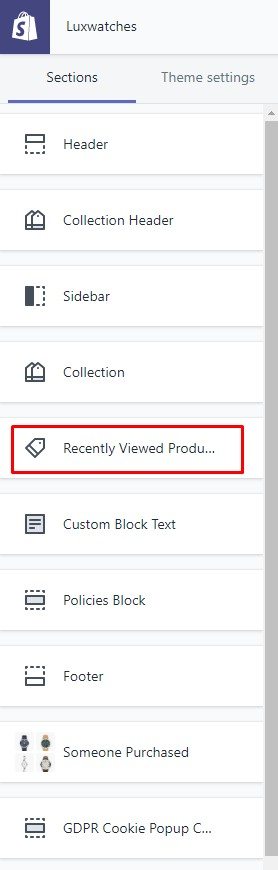 Luxwatches
Sections Theme settings
Header
Collection Header
Sidebar
Collection
Recently Viewed Produ...
Custom Block Text
Policies Block
Footer
Someone Purchased
GDPR Cookie Popup C...